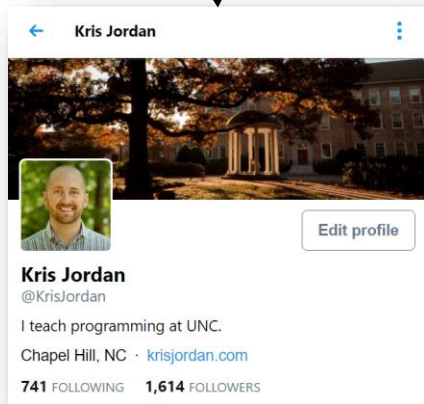 Kris Jordan
Edit profile
Kris Jordan
@KrisJordan
I teach programming at UNC.
Chapel Hill, NC · krisjordan.com
741 FOLLOWING 1,614 FOLLOWERS